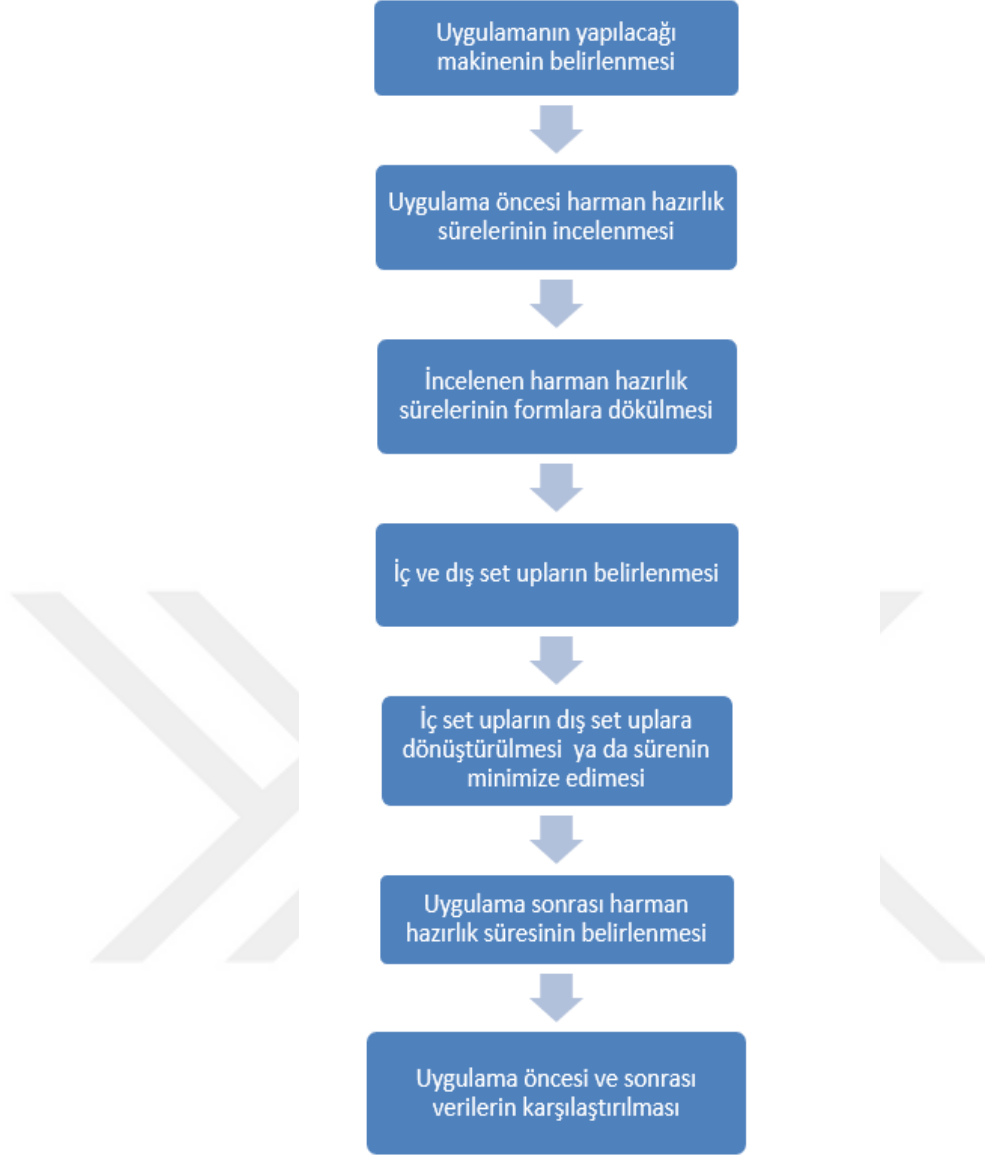 Uygulamanın yapılacağı
makinenin belirlenmesi
Uygulama öncesi harman hazırlık
sürelerinin incelenmesi
İncelenen harman hazırlık
sürelerinin formlara dökülmesi
İç ve dış set upların belirlenmesi
İç set upların dış set uplara
dönüştürülmesi ya da sürenin
minimize edimesi
Uygulama sonrası harman
hazırlık süresinin belirlenmesi
Uygulama öncesi ve sonrası
verilerin karşılaştırılması